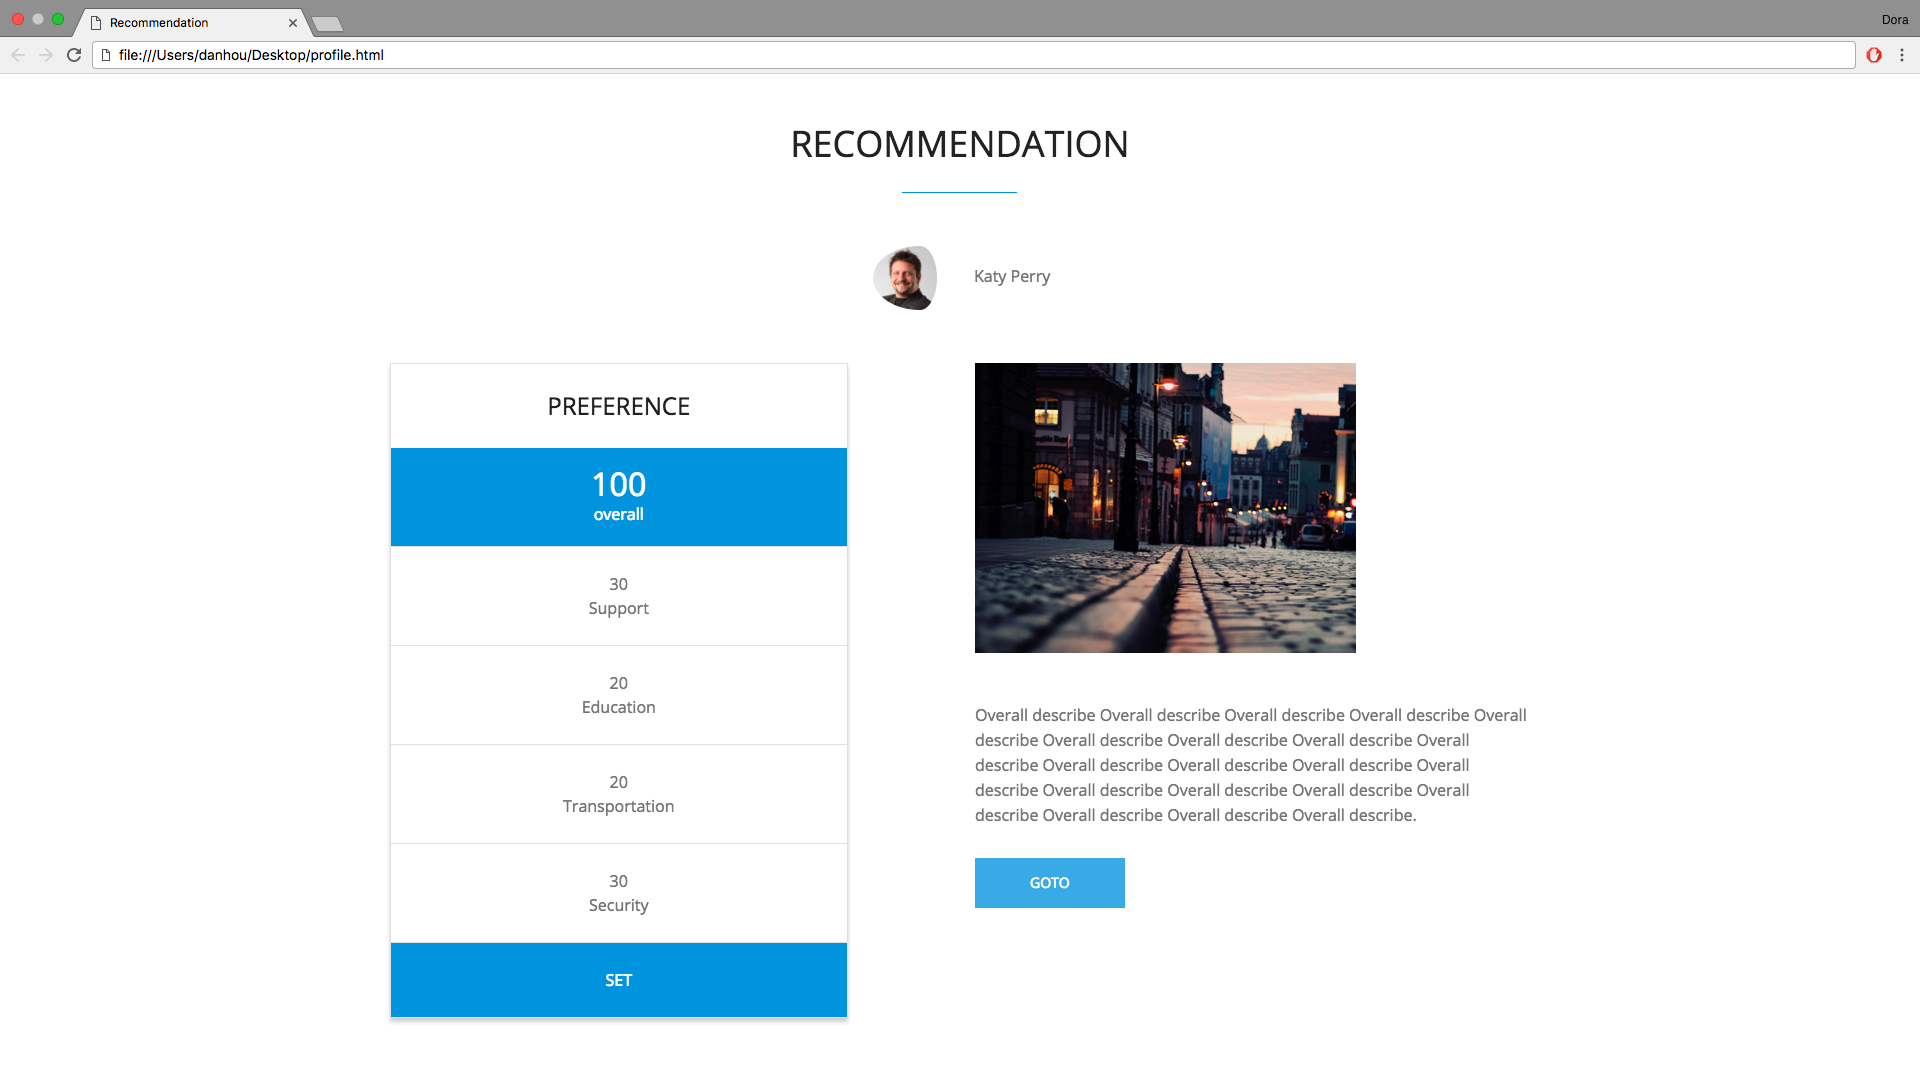 Recommendation
Dora
file:///Users/danhou/Desktop/profile.html
RECOMMENDATION
Katy Perry
PREFERENCE
100
overall
30
Support
20
Education
20
Transportation
30
Security
SET
Overall describe Overall describe Overall describe Overall describe Overall
describe Overall describe Overall describe Overall describe Overall
describe Overall describe Overall describe Overall describe Overall
describe Overall describe Overall describe Overall describe Overall
describe Overall describe Overall describe Overall describe.
GOTO